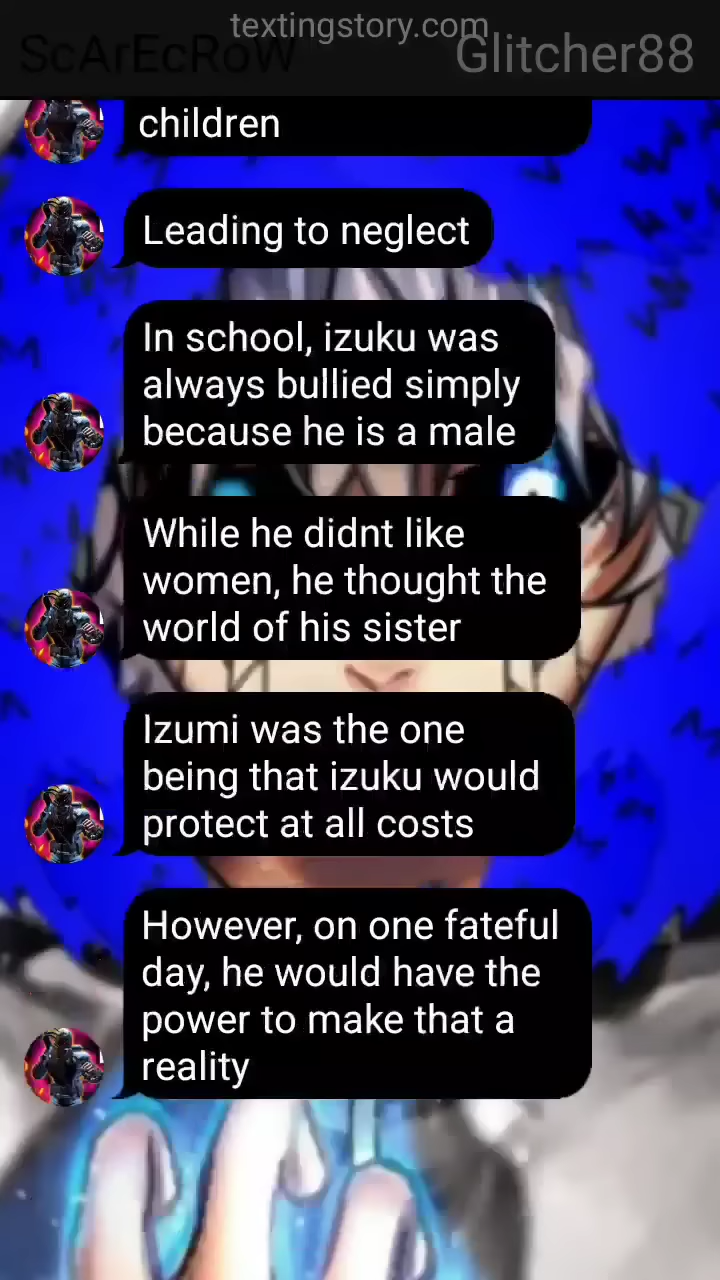 textingstory.com
ScArEcRoW
Glitcher88
children
Leading to neglect
In school, izuku was
always bullied simply
because he is a male
While he didnt like
women, he thought the
world of his sister
Izumi was the one
being that izuku would
protect at all costs
However, on one fateful
day, he would have the
power to make that a
reality